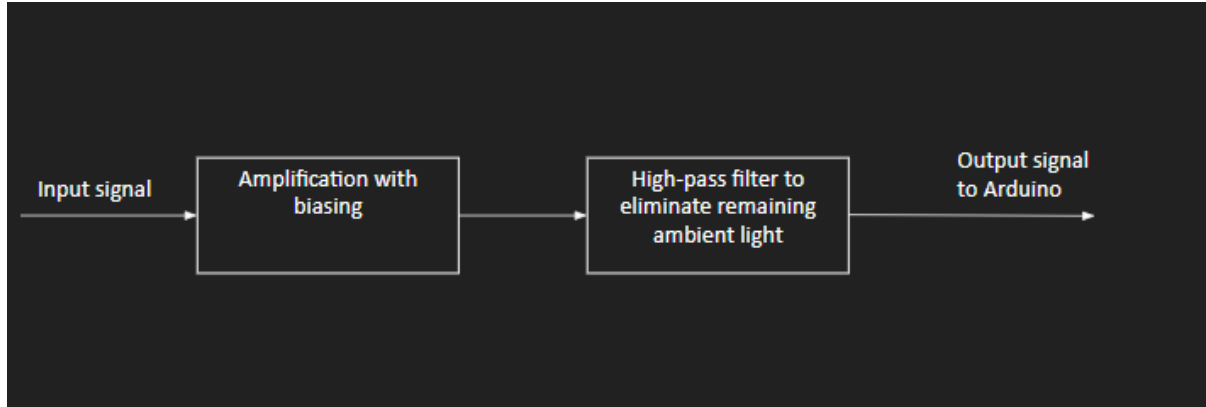 Input signal
Amplification with
biasing
High-pass filter to
eliminate remaining
ambient light
Output signal
to Arduino